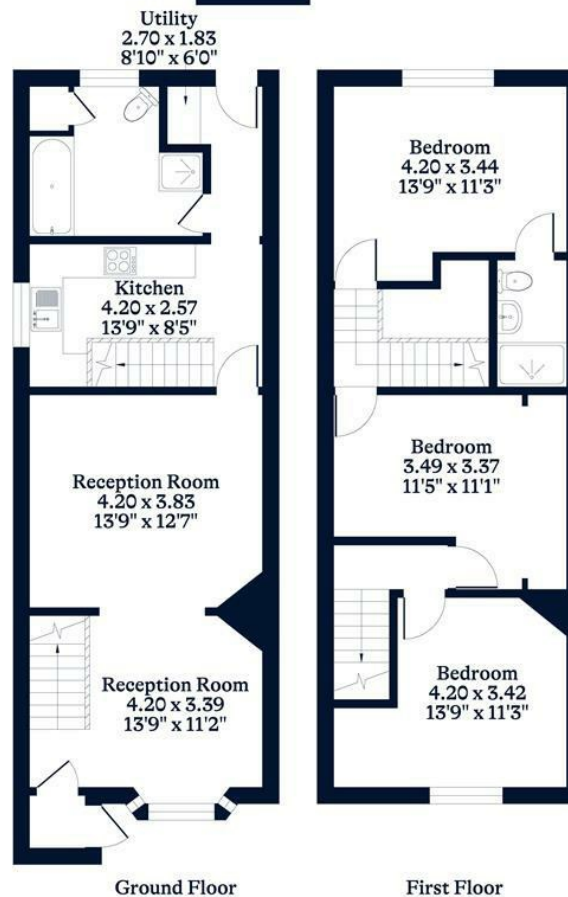 Utility
2.70 x 1.83
8'10" x 6'0"
Kitchen
4.20 x 2.57
13'9" x 8'5"
Reception Room
4.20 x 3.83
13'9" x 12'7"
Reception Room
4.20 x 3.39
13'9" x 11'2"
Ground Floor
Bedroom
4.20 x 3.44
13'9" x 11'3"
Bedroom
3.49 x 3.37
11'5" x 11'1"
Bedroom
4.20 x 3.42
13'9" x 11'3"
First Floor